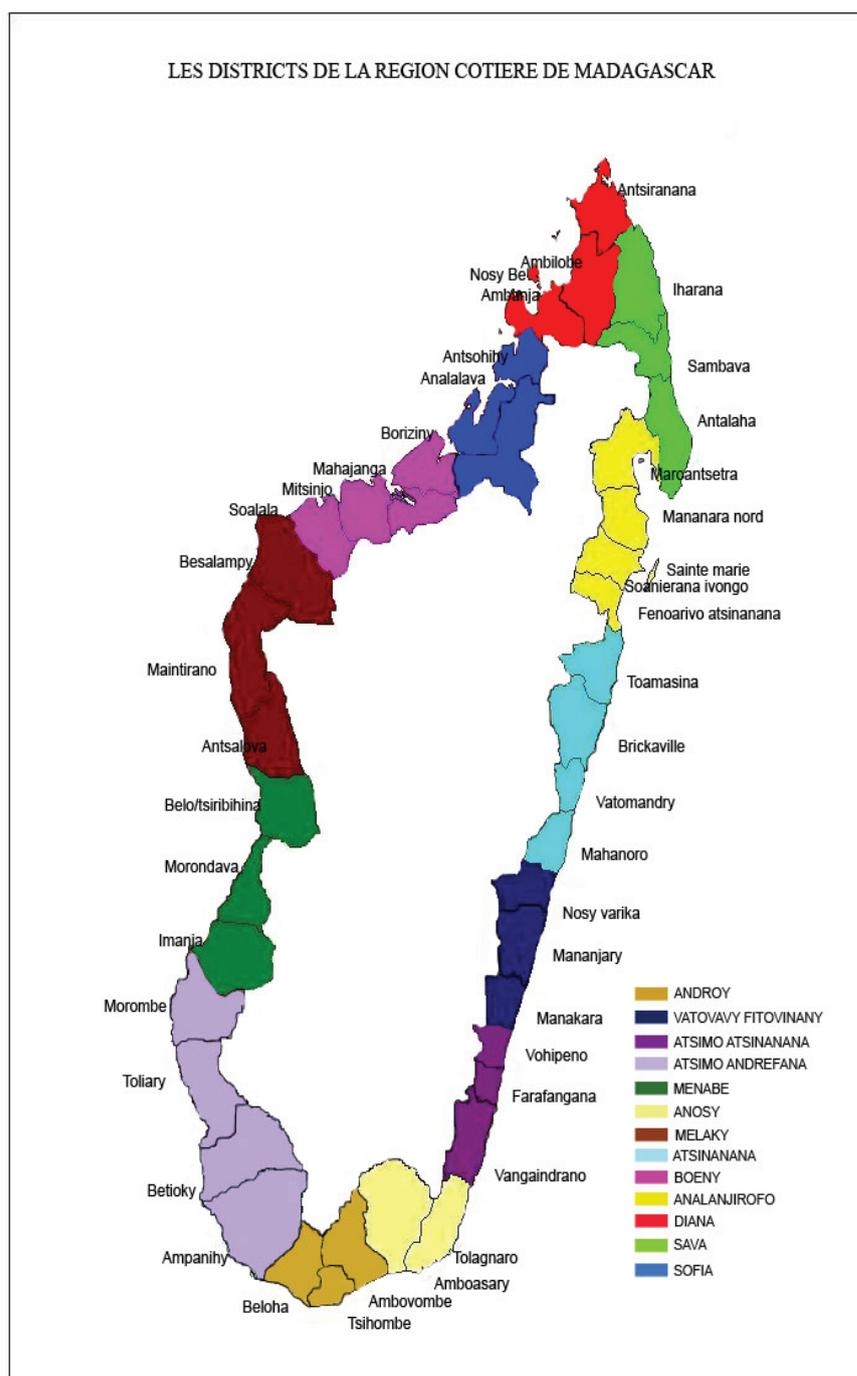 LES DISTRICTS DE LA REGION COTIERE DE MADAGASCAR
Antsiranana
Ambilobe
Nosy Be
Ambanja
Iharana
Antsohihy
Sambava
Analalava
Antalaha
Boriziny
Mahajanga
Maroantsetra
Mitsinjo
Soalala
Mananara nord
Besalampy
Sainte marie
Soanierana ivongo
Fenoarivo atsinanana
Maintirano
Toamasina
Antsalova
Brickaville
Belo/tsiribihina
Vatomandry
Mahanoro
Morondava
Nosy varika
Imanja
Mananjary
Morombe
Manakara
Vohipeno
Toliary
Farafangana
Vangaindrano
Betioky
Ampanihy
Tolagnaro
Amboasary
Beloha
Ambovombe
Tsihombe
ANDROY
VATOVAVY FITOVINANY
ATSIMO ATSINANANA
ATSIMO ANDREFANA
MENABE
ANOSY
MELAKY
ATSINANANA
BOENY
ANALANJIROFO
DIANA
SAVA
SOFIA